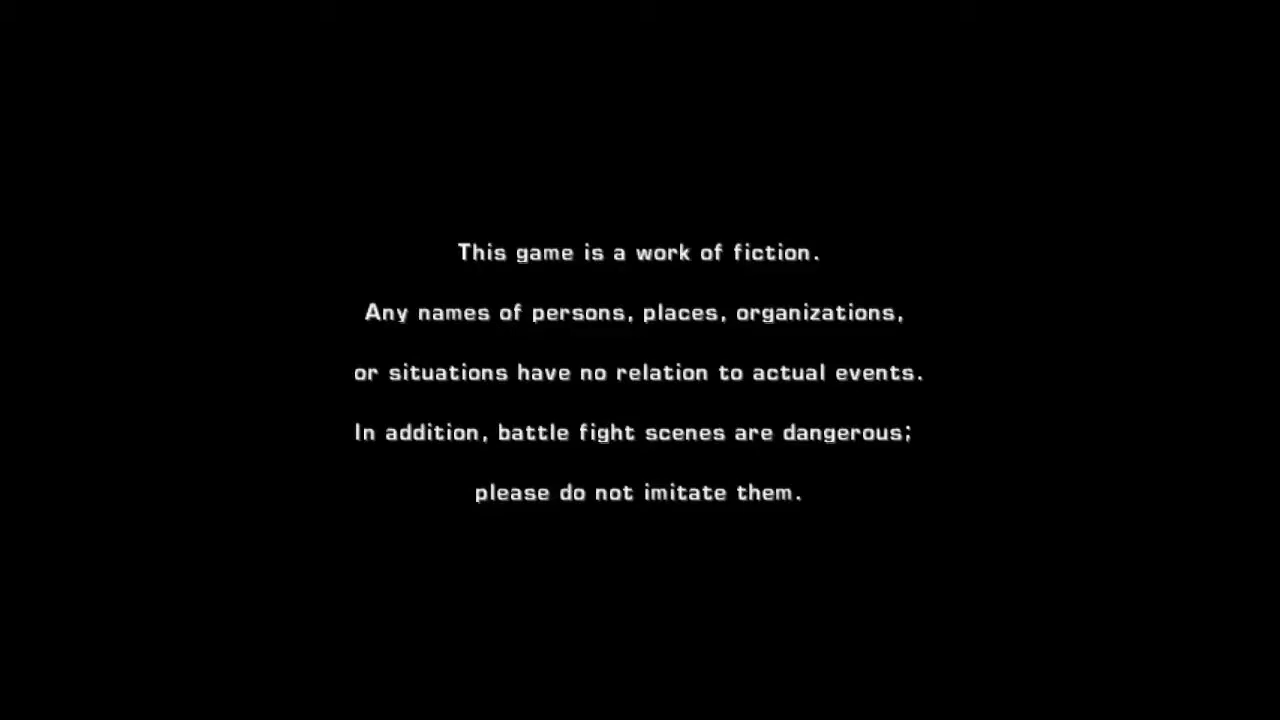 This game is a work of fiction.
Any names of persons, places, organizations,
or situations have no relation to actual events.
In addition, battle fight scenes are dangerous;
please do not imitate them.